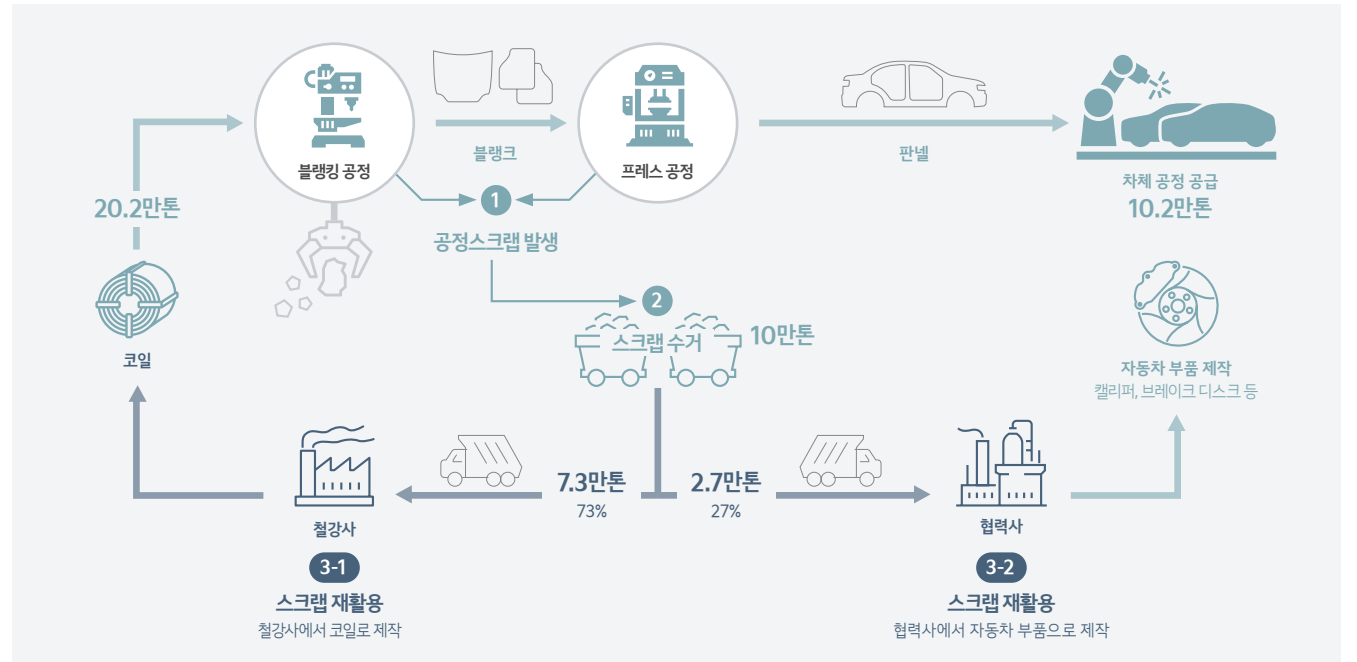 블랭킹 공정
블랭크
프레스 공정
판넬
차체 공정 공급
10.2만톤
20.2만톤
코일
1
공정스크랩 발생
2
스크랩 수거
10만톤
자동차 부품 제작
캘리퍼, 브레이크 디스크 등
7.3만톤
73%
2.7만톤
27%
철강사
3-1
스크랩 재활용
철강사에서 코일로 제작
협력사
3-2
스크랩 재활용
협력사에서 자동차 부품으로 제작